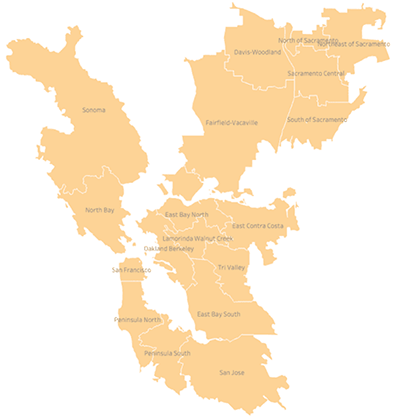 North of Sacramento
Northeast of Sacramento
Davis-Woodland
Sacramento Central
Sonoma
South of Sacramento
Fairfield-Vacaville
North Bay
East Bay North
East Contra Costa
Lamorinda Walnut Creek
Oakland Berkeley
San Francisco
Tri Valley
East Bay South
Peninsula North
Peninsula South
San Jose